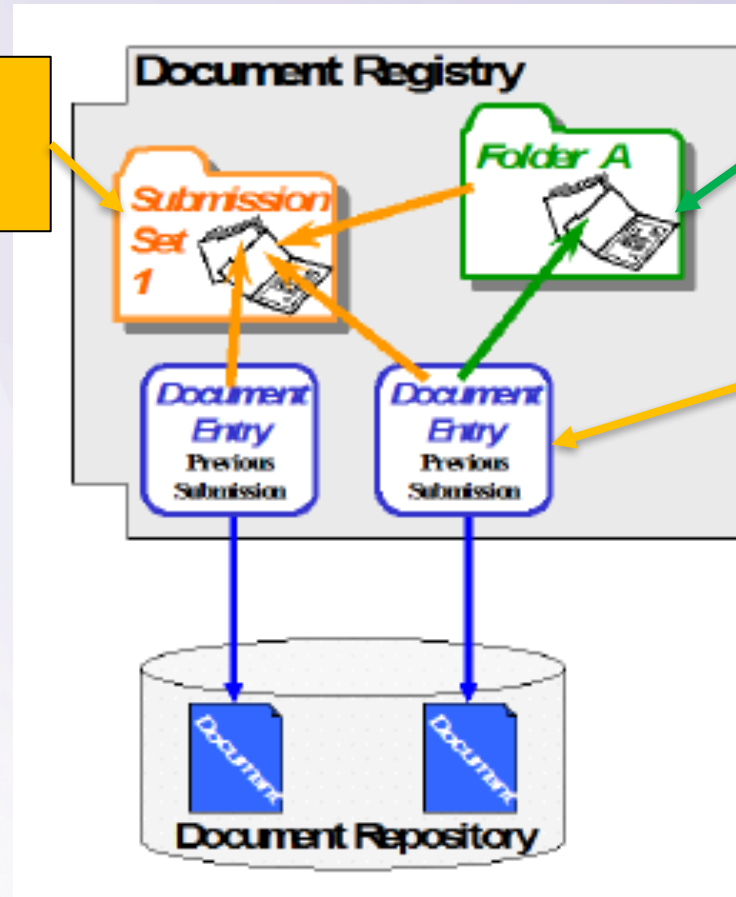 Document Registry
Submission
Set
1
Folder A
Document
Entry
Previous
Submission
Document
Entry
Previous
Submission
Document
Document
Document Repository